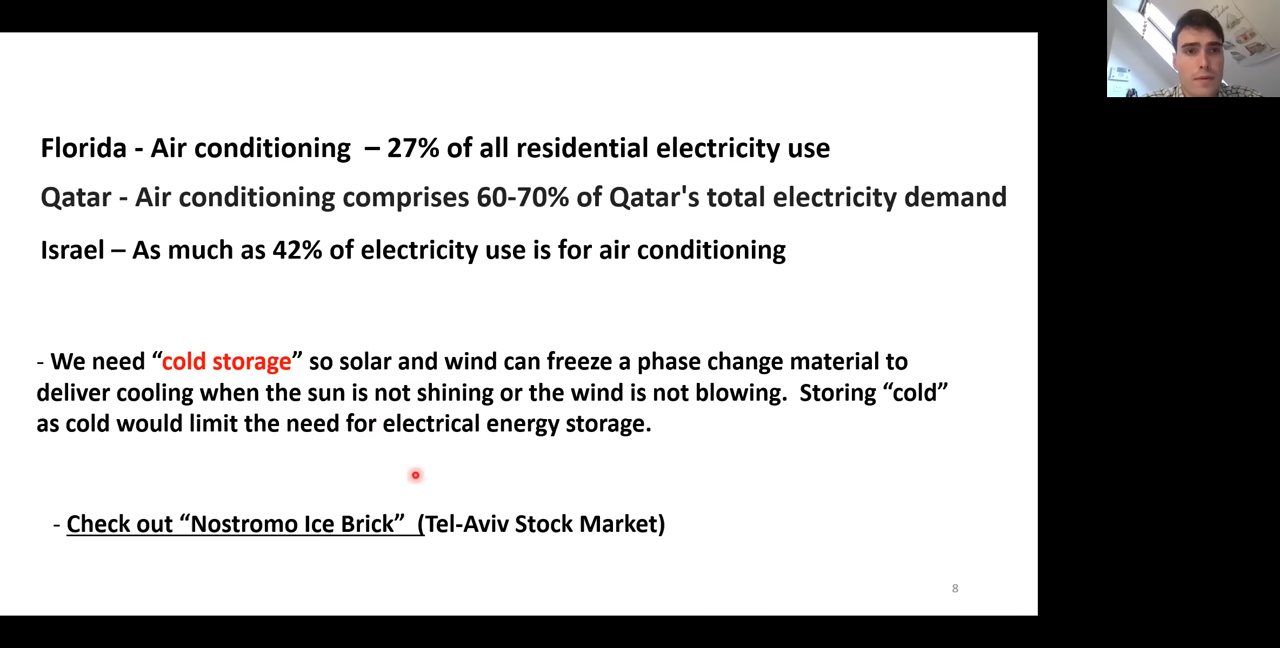 Florida - Air conditioning – 27% of all residential electricity use
Qatar - Air conditioning comprises 60-70% of Qatar's total electricity demand
Israel – As much as 42% of electricity use is for air conditioning
- We need “cold storage” so solar and wind can freeze a phase change material to
deliver cooling when the sun is not shining or the wind is not blowing. Storing “cold”
as cold would limit the need for electrical energy storage.
- Check out “Nostromo Ice Brick” (Tel-Aviv Stock Market)
8